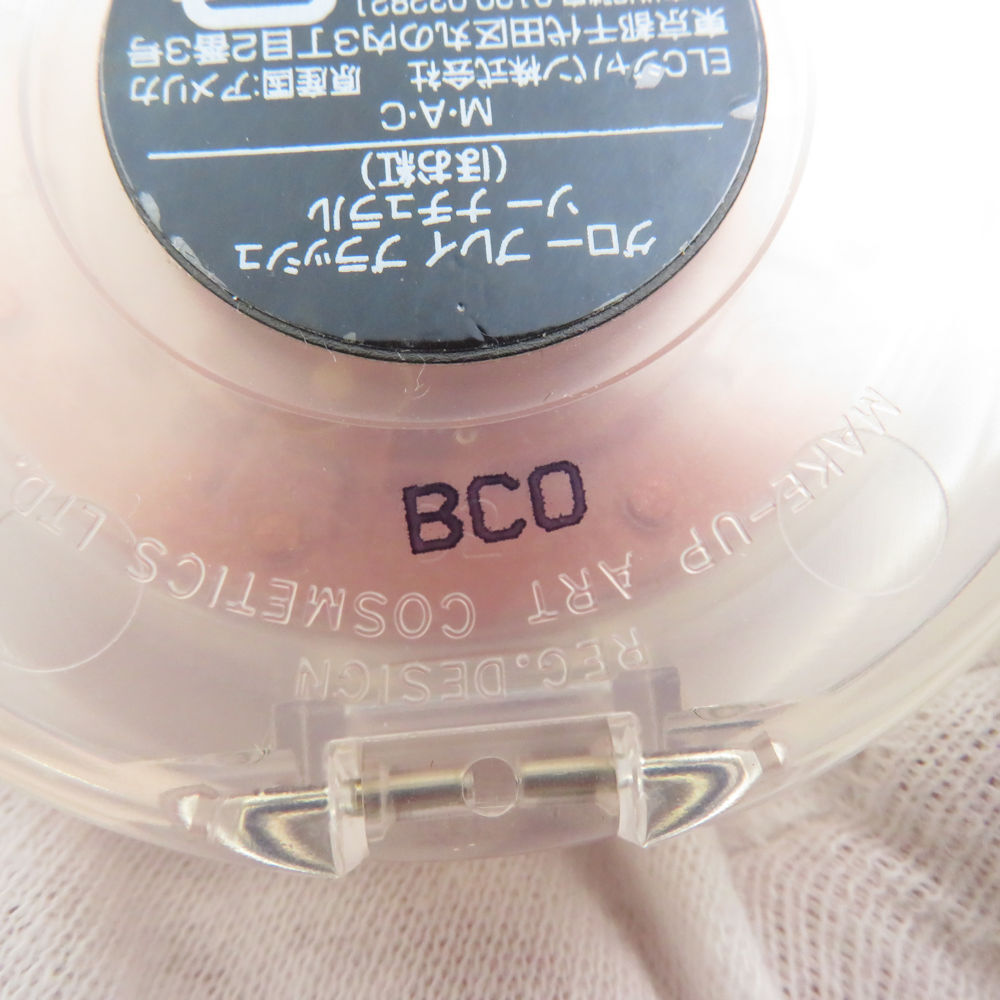 グロー プレイ ブラッシュ
ソー ナチュラル
(ほお紅)
M·A·C
ELCジャパン株式会社 原産国:アメリカ
東京都千代田区丸の内3丁目2番3号
BCO
MAKE-UP ART COSMETICS LTD.
REG.DESIGN